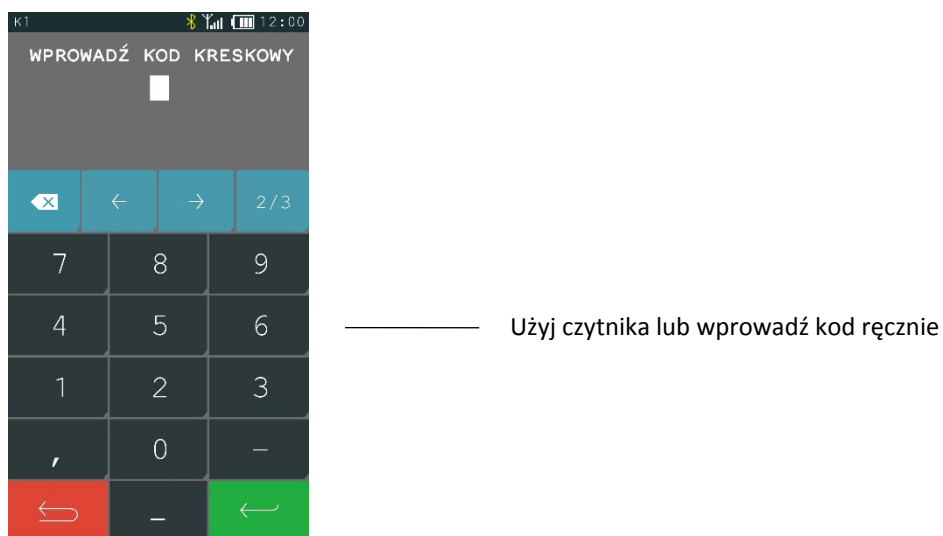 K1 12:00
WPROWADŹ KOD KRESKOWY
← → 2/3
7 8 9
4 5 6
Użyj czytnika lub wprowadź kod ręcznie
1 2 3
, 0 –
_